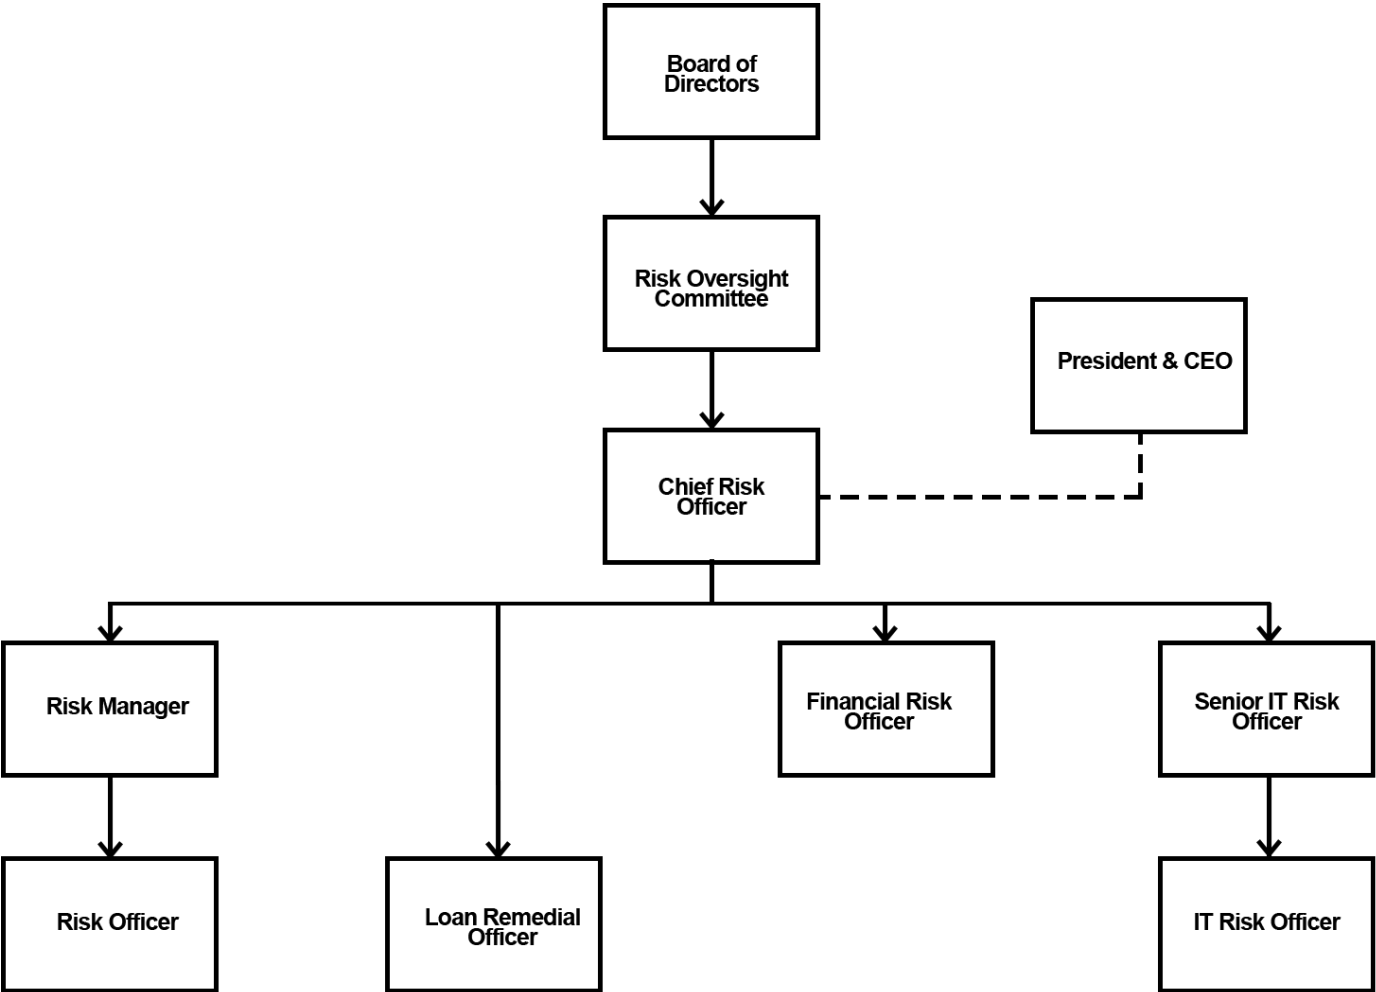 Board of
Directors
Risk Oversight
Committee
President & CEO
Chief Risk
Officer
Risk Manager
Financial Risk
Officer
Senior IT Risk
Officer
Risk Officer
Loan Remedial
Officer
IT Risk Officer